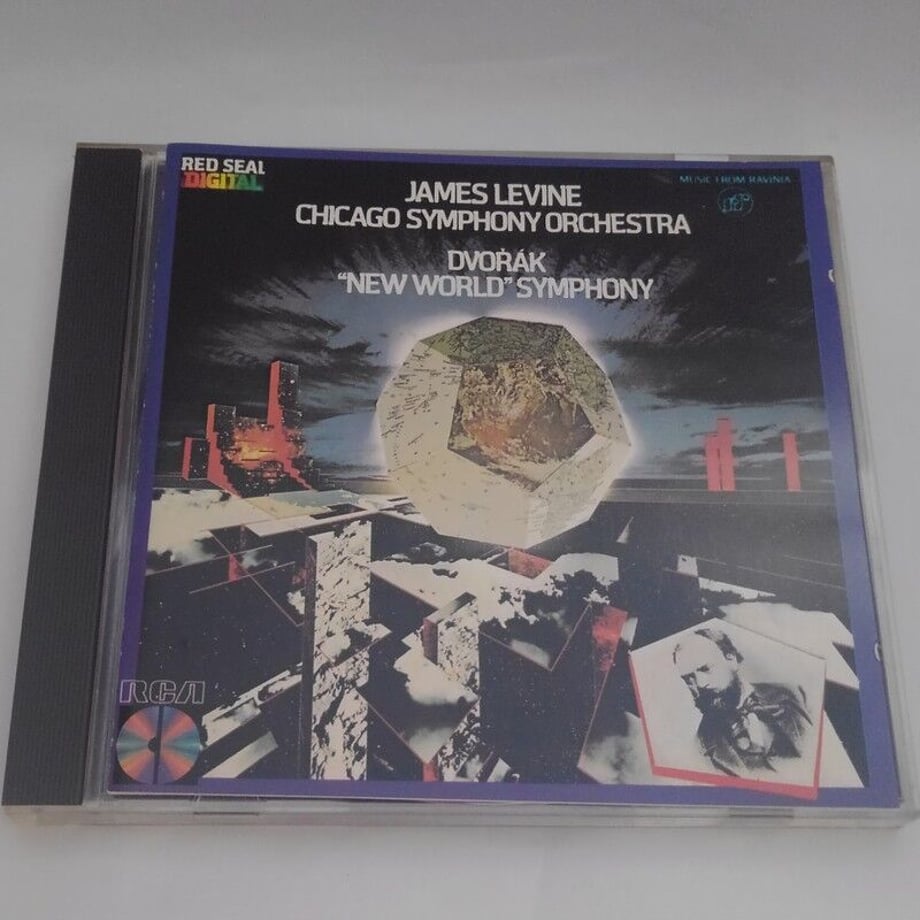 RED SEAL
DIGITAL
MUSIC FROM RAVINIA
JAMES LEVINE
CHICAGO SYMPHONY ORCHESTRA
DVOŘÁK
“NEW WORLD” SYMPHONY
RCA